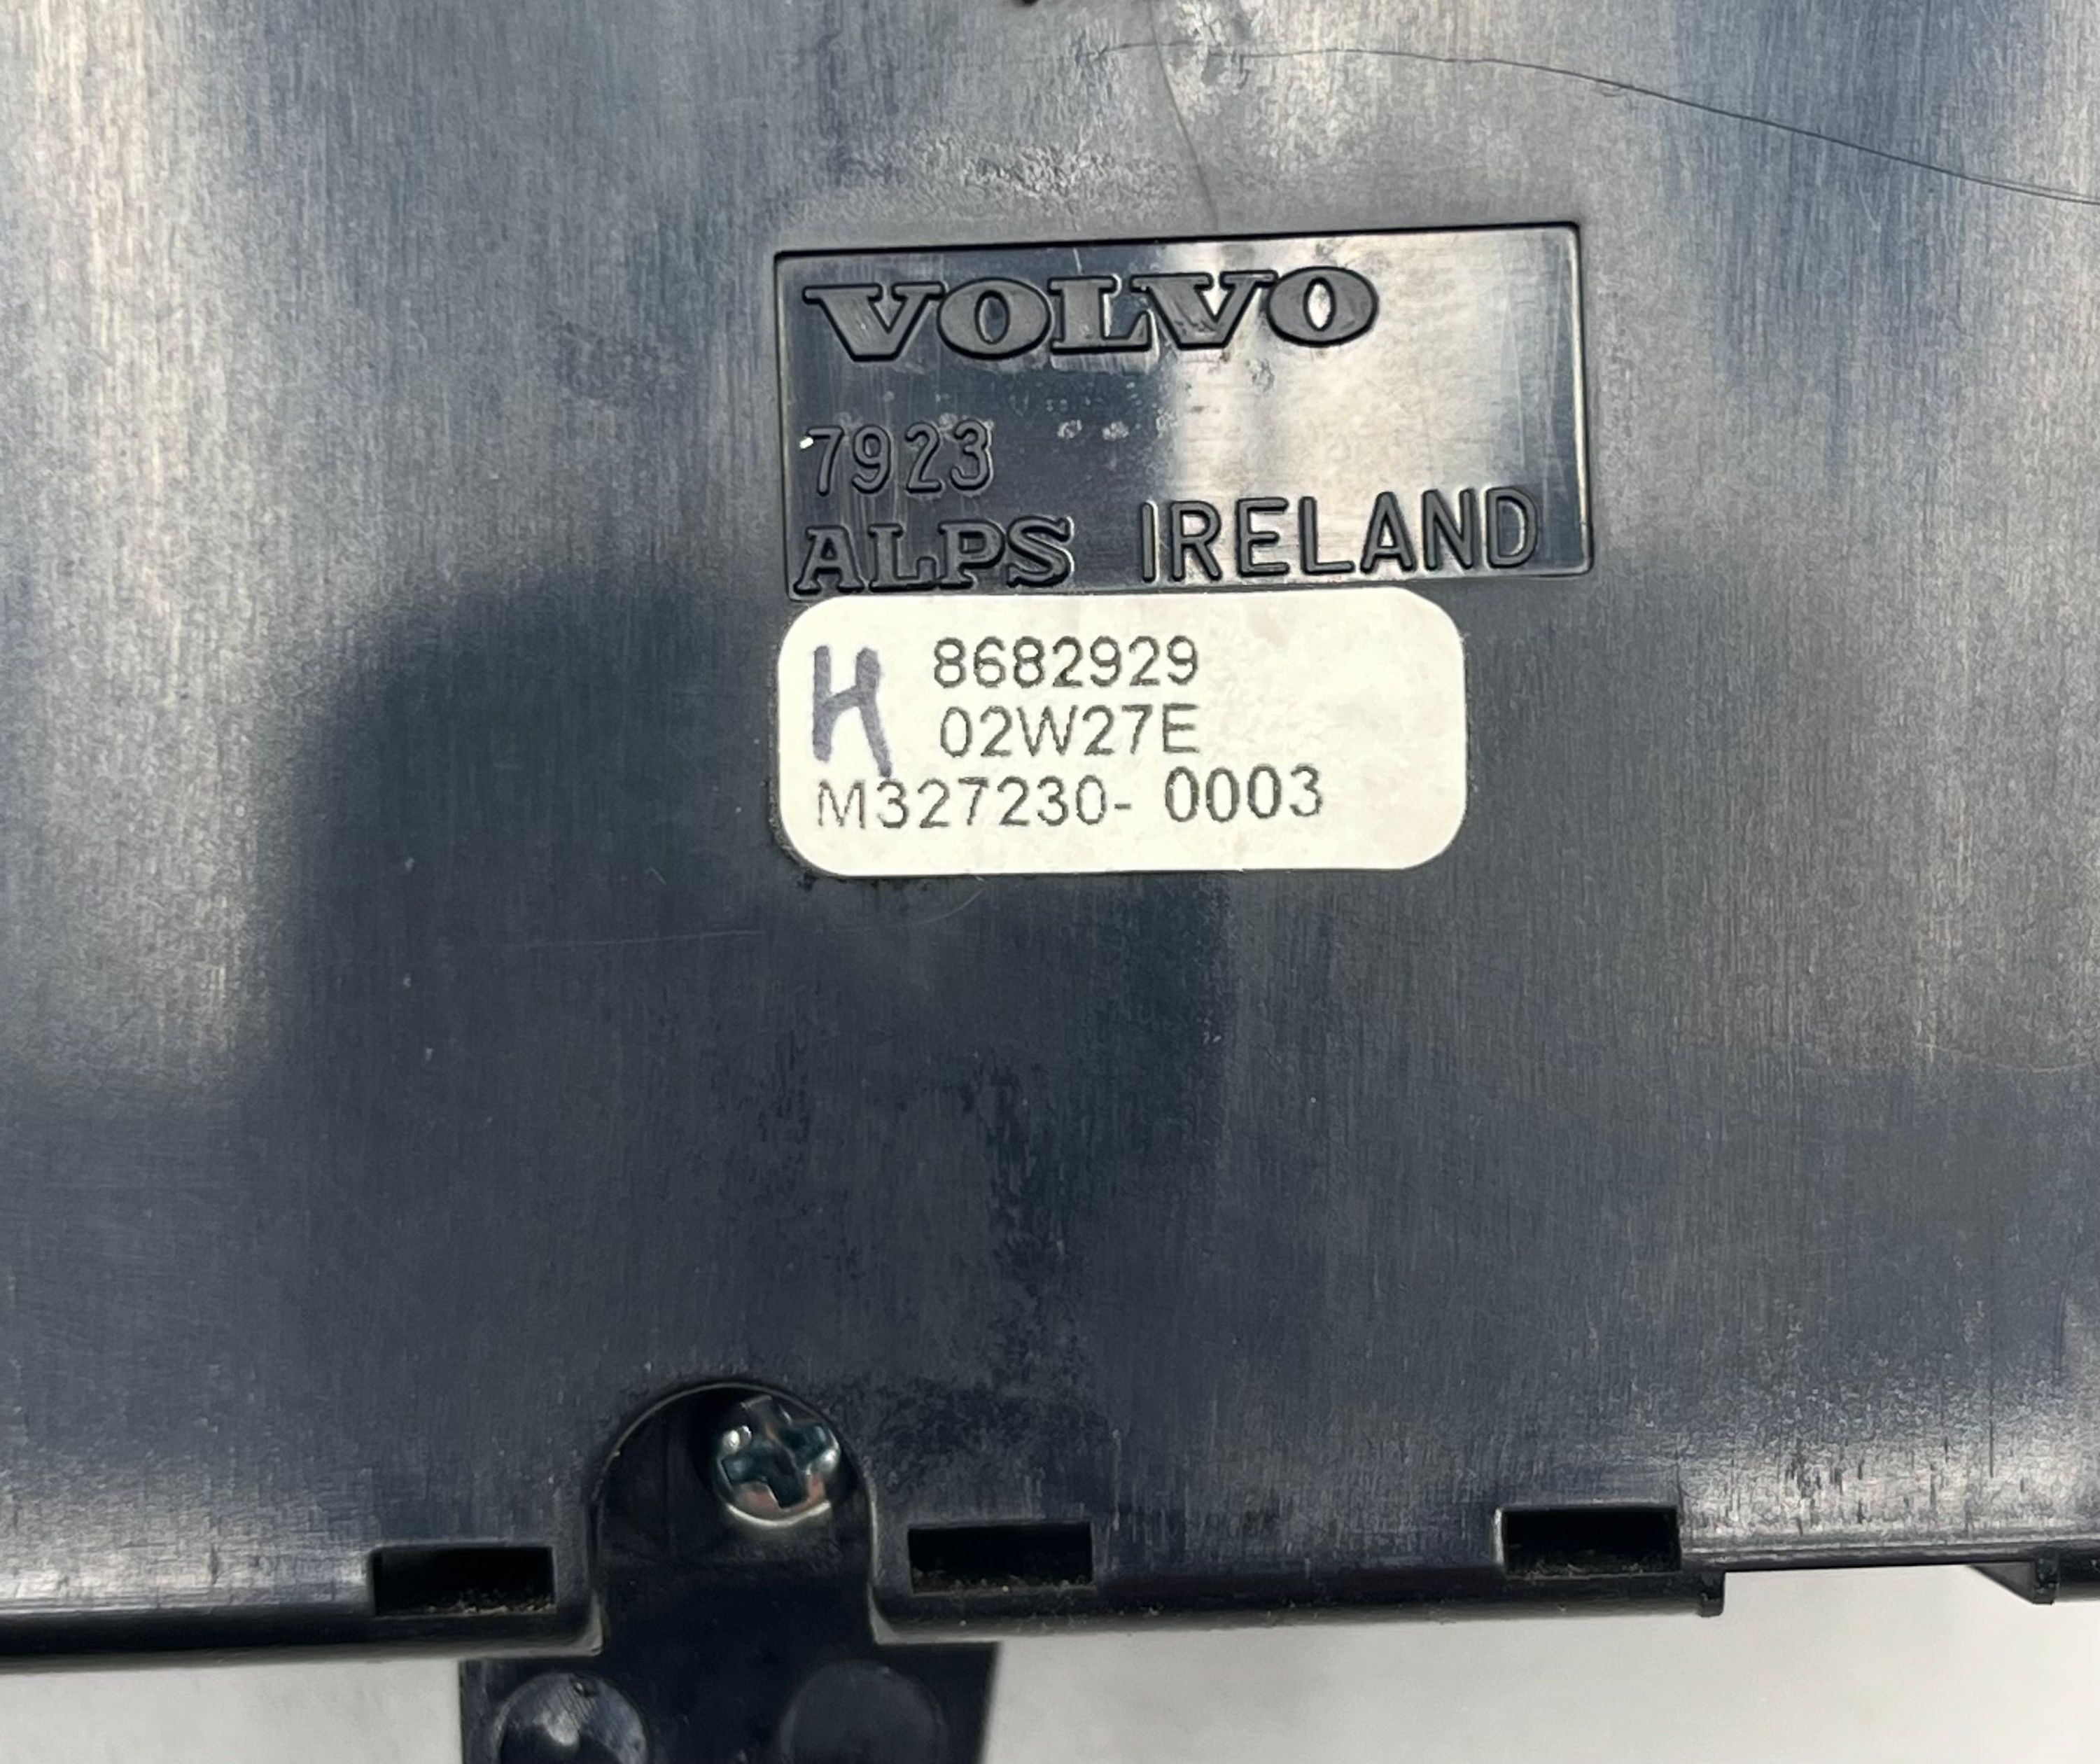 VOLVO
7923
ALPS IRELAND
H 8682929
02W27E
M327230- 0003